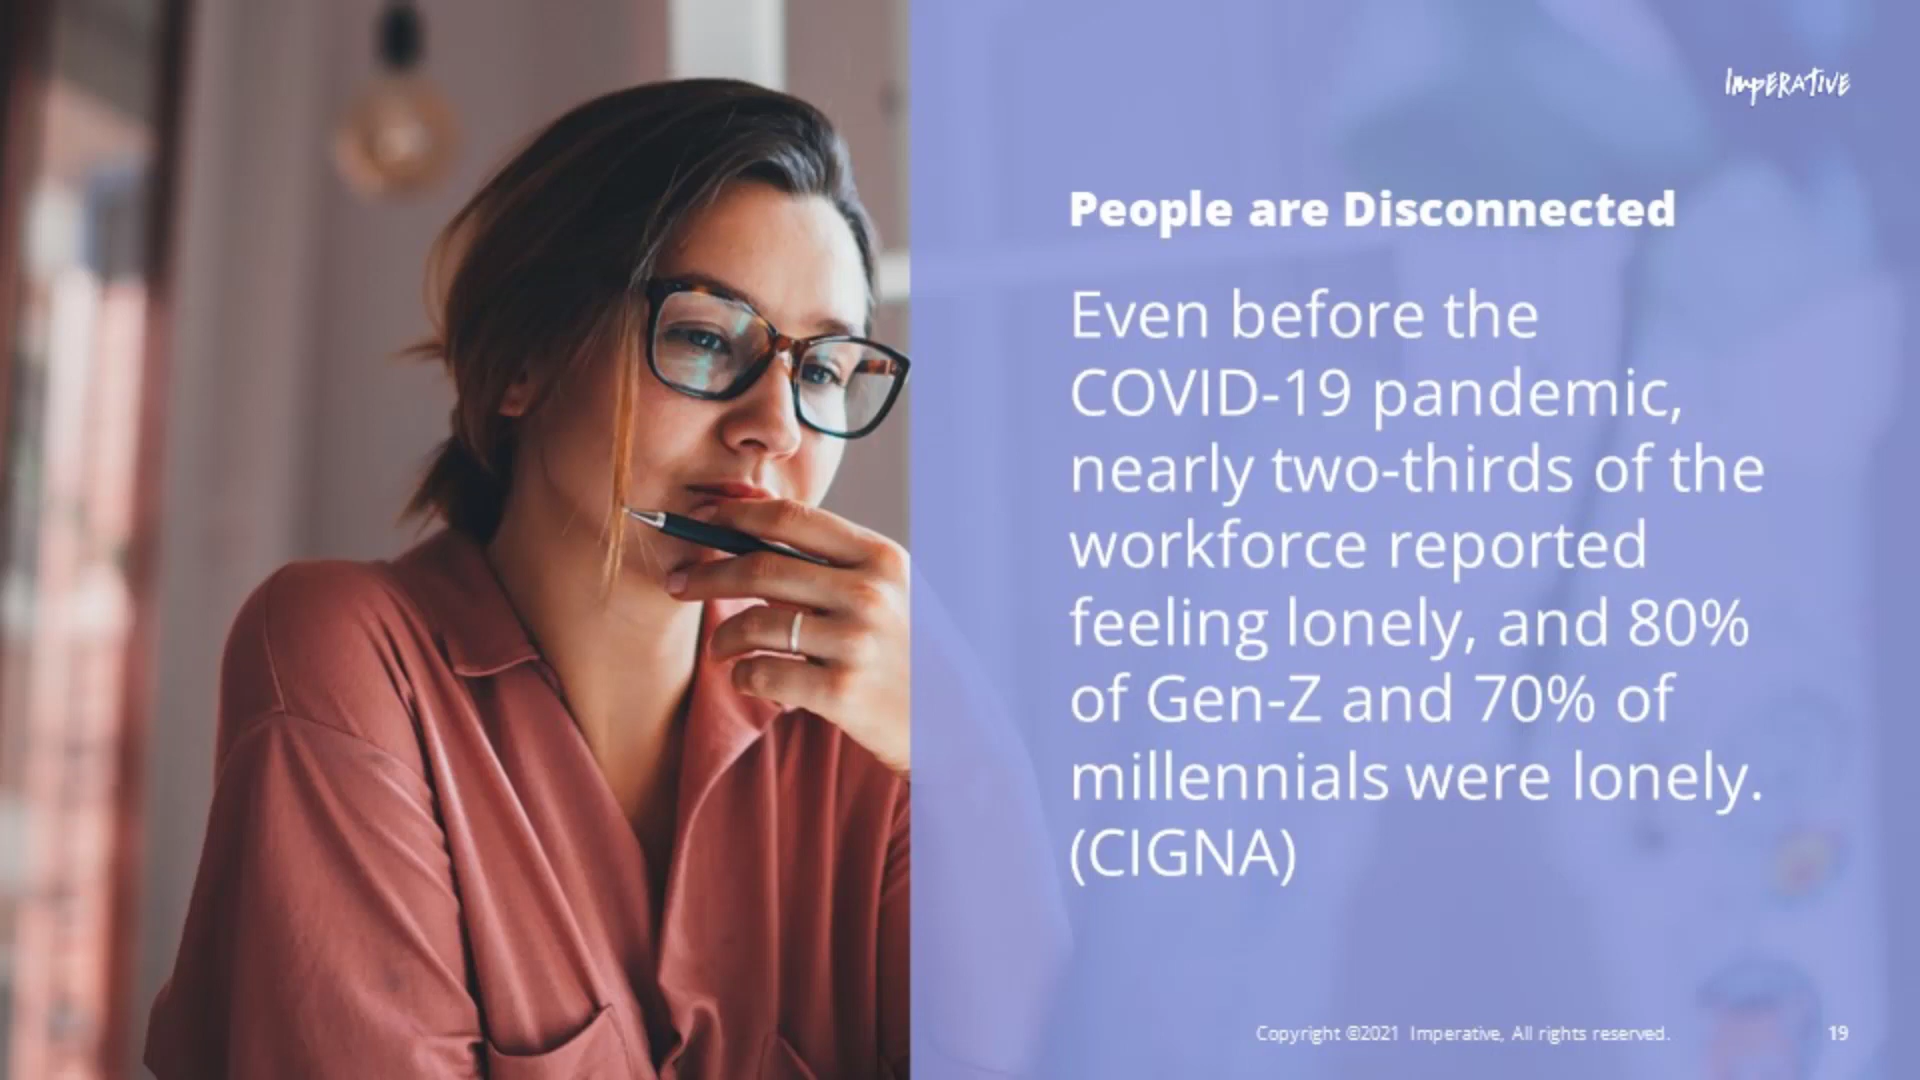 Imperative
People are Disconnected
Even before the
COVID-19 pandemic,
nearly two-thirds of the
workforce reported
feeling lonely, and 80%
of Gen-Z and 70% of
millennials were lonely.
(CIGNA)
Copyright ©2021 Imperative, All rights reserved.
19